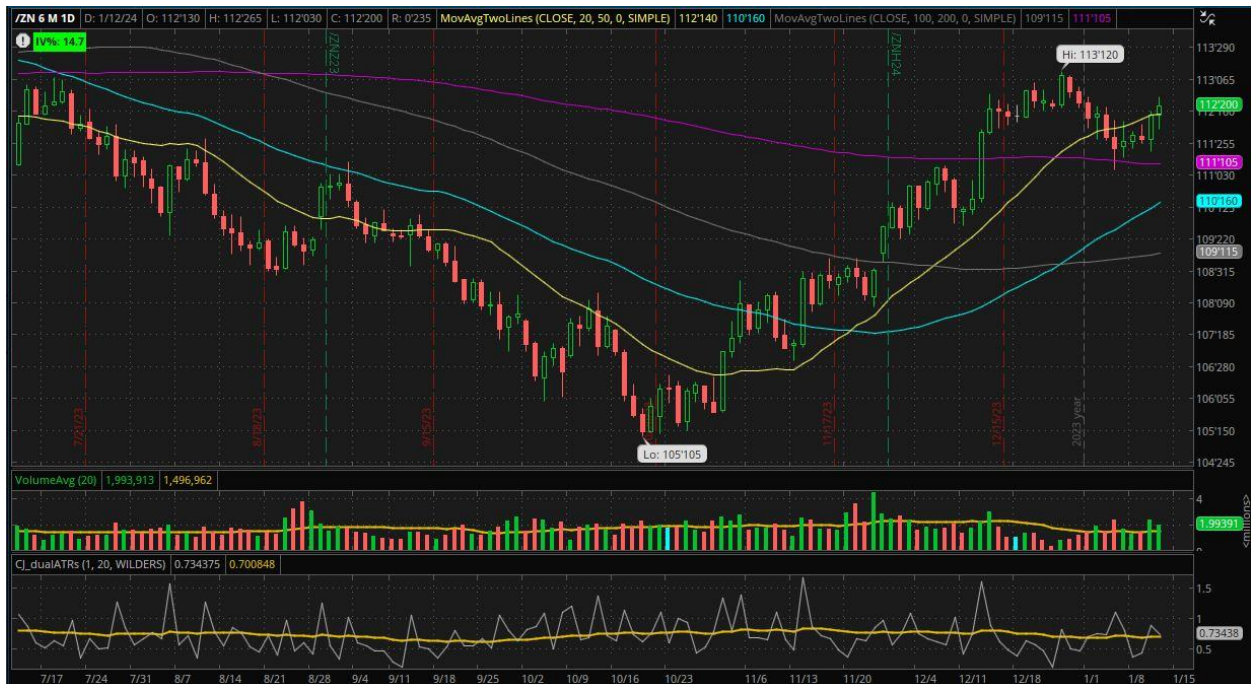 /ZN 6 M 1D D: 1/12/24 O: 112'130 H: 112'265 L: 112'030 C: 112'200 R: 0'235 MovAvgTwoLines (CLOSE, 20, 50, 0, SIMPLE) 112'140 110'160 MovAvgTwoLines (CLOSE, 100, 200, 0, SIMPLE) 109'115 111'105
IV%: 14.7
/ZNZ23
/ZNH24
Hi: 113'120
113'290
113'065
112'200
111'255
111'105
111'030
110'160
109'220
109'115
108'315
108'090
107'185
106'280
106'055
105'150
104'245
Lo: 105'105
7/21/23
8/18/23
9/15/23
11/17/23
12/15/23
2023 year
VolumeAvg (20) 1,993,913 1,496,962
4
1.99391
<millions>
CJ_dualATRs (1, 20, WILDERS) 0.734375 0.700848
1.5
0.73438
0.5
7/17 7/24 7/31 8/7 8/14 8/21 8/28 9/4 9/11 9/18 9/25 10/2 10/9 10/16 10/23 11/6 11/13 11/20 12/4 12/11 12/18 1/1 1/8 1/15